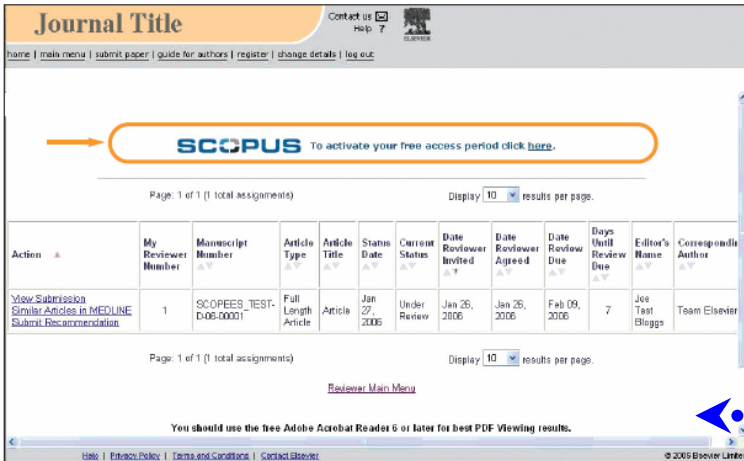 Journal Title
Contact us
Help ?
ELSEVIER
home | main menu | submit paper | guide for authors | register | change details | log out
SCOPUS To activate your free access period click here.
Page: 1 of 1 (1 total assignments) Display 10 results per page.
Action
My Reviewer Number
Manuscript Number
Article Type
Article Title
Status Date
Current Status
Date Reviewer Invited
Date Reviewer Agreed
Date Review Due
Days Until Review Due
Editor's Name
Correspondin
Author
View Submission
Similar Articles in MEDLINE
Submit Recommendation
1
SCOPEES_TEST-
D-06-00001
Full
Length
Article
Article
Jan
27,
2006
Under
Review
Jan 26,
2006
Jan 26,
2006
Feb 09,
2006
7
Joe
Test
Bloggs
Team Elsevier
Page: 1 of 1 (1 total assignments) Display 10 results per page.
Reviewer Main Menu
You should use the free Adobe Acrobat Reader 6 or later for best PDF Viewing results.
Help | Privacy Policy | Terms and Conditions | Contact Elsevier © 2006 Elsevier Limite